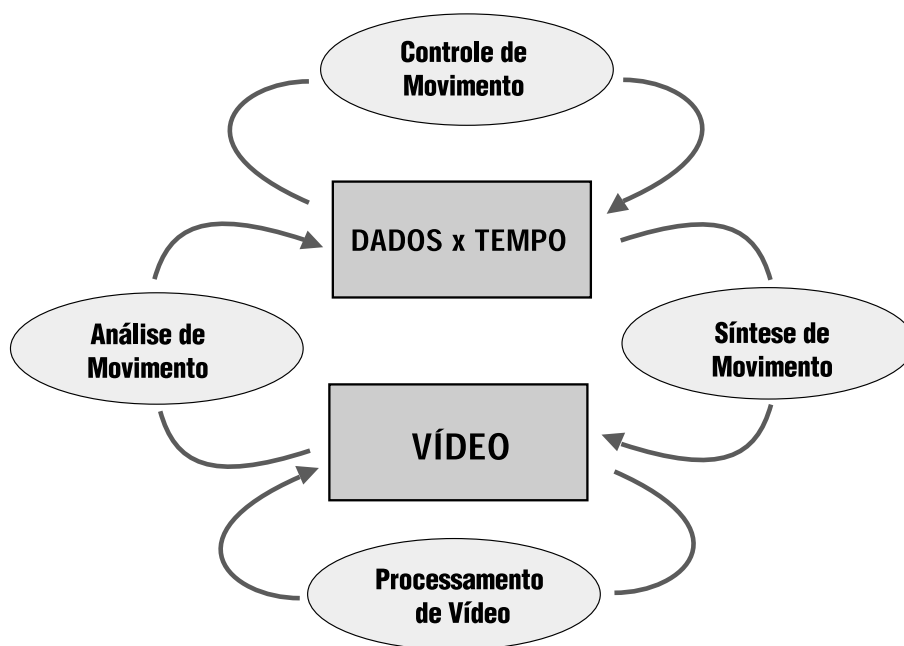 Controle de
Movimento
DADOS x TEMPO
Análise de
Movimento
Síntese de
Movimento
VÍDEO
Processamento
de Vídeo